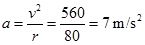 a = v²/r = 560/80 = 7 m/s²